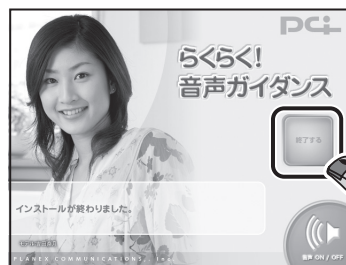 PCi
らくらく!
音声ガイダンス
終了する
インストールが終わりました。
PLANEX COMMUNICATIONS, Inc.
音声 ON / OFF